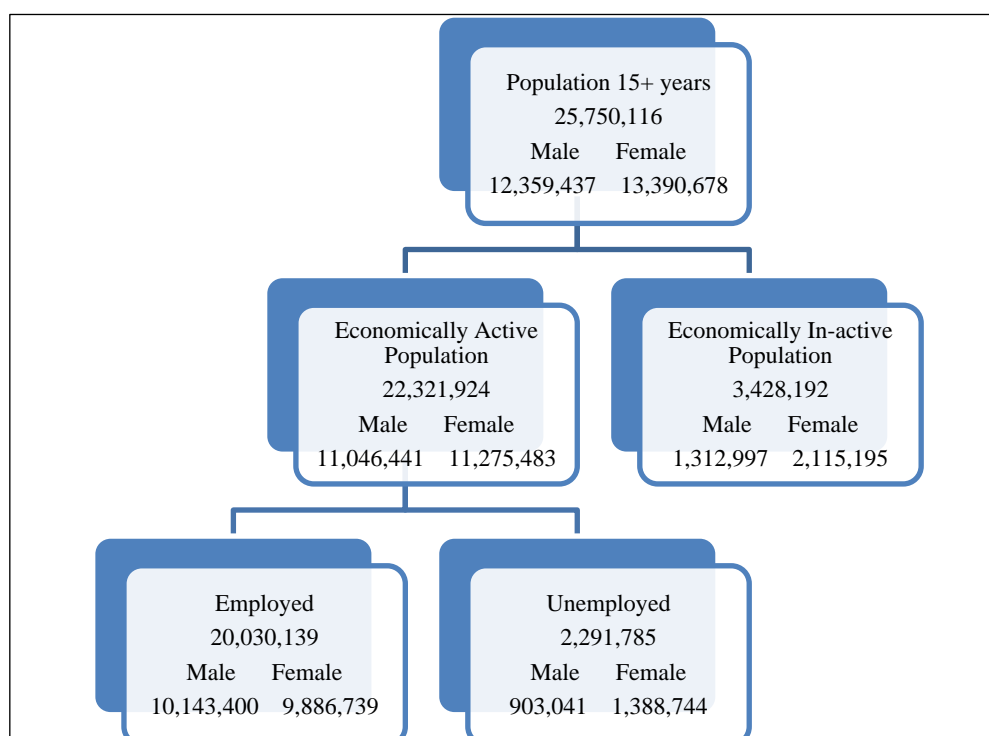 Population 15+ years
25,750,116
Male Female
12,359,437 13,390,678
Economically Active
Population
22,321,924
Male Female
11,046,441 11,275,483
Economically In-active
Population
3,428,192
Male Female
1,312,997 2,115,195
Employed
20,030,139
Male Female
10,143,400 9,886,739
Unemployed
2,291,785
Male Female
903,041 1,388,744